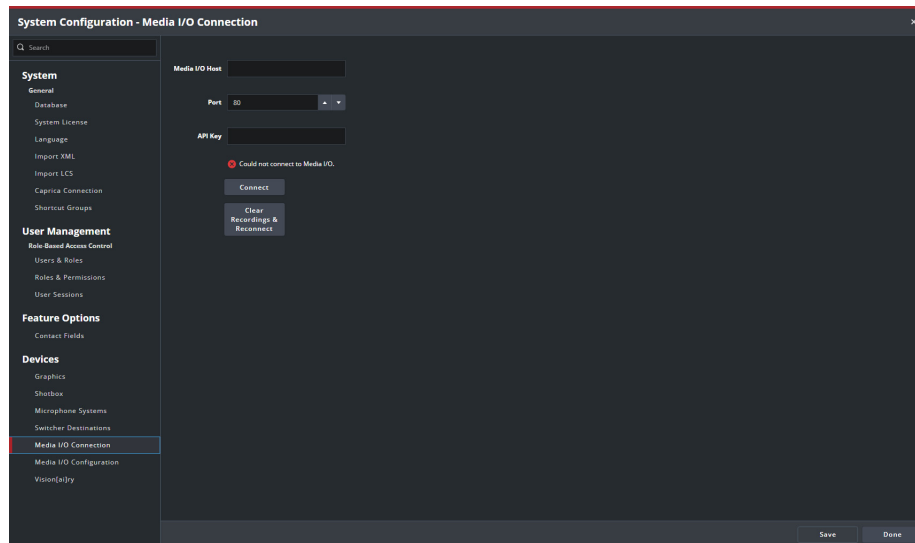 System Configuration - Media I/O Connection
Search
System
General
Database
System License
Language
Import XML
Import LCS
Caprica Connection
Shortcut Groups
User Management
Role-Based Access Control
Users & Roles
Roles & Permissions
User Sessions
Feature Options
Contact Fields
Devices
Graphics
Shotbox
Microphone Systems
Switcher Destinations
Media I/O Connection
Media I/O Configuration
Vision[ai]ry
Media I/O Host
Port 80
API Key
Could not connect to Media I/O.
Connect
Clear
Recordings &
Reconnect
Save Done